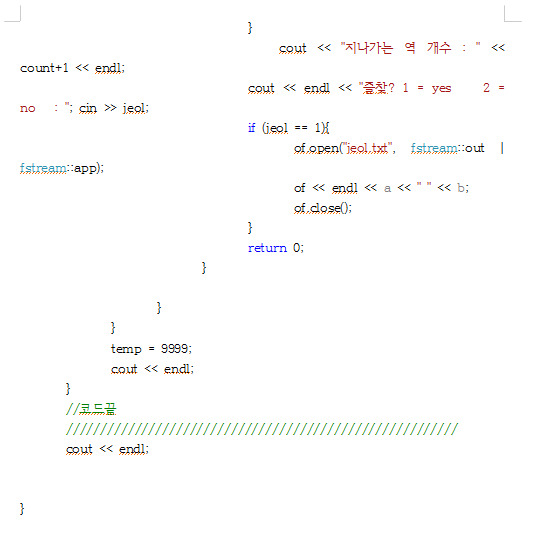 }
cout << "지나가는 역 개수 : " <<
count+1 << endl;
cout << endl << "즐찾? 1 = yes 2 =
no : "; cin >> jeol;
if (jeol == 1){
of.open("jeol.txt", fstream::out |
fstream::app);
of << endl << a << " " << b;
of.close();
}
return 0;
}
}
}
temp = 9999;
cout << endl;
}
//코드끝
/////////////////////////////////////////////////////////
cout << endl;
}